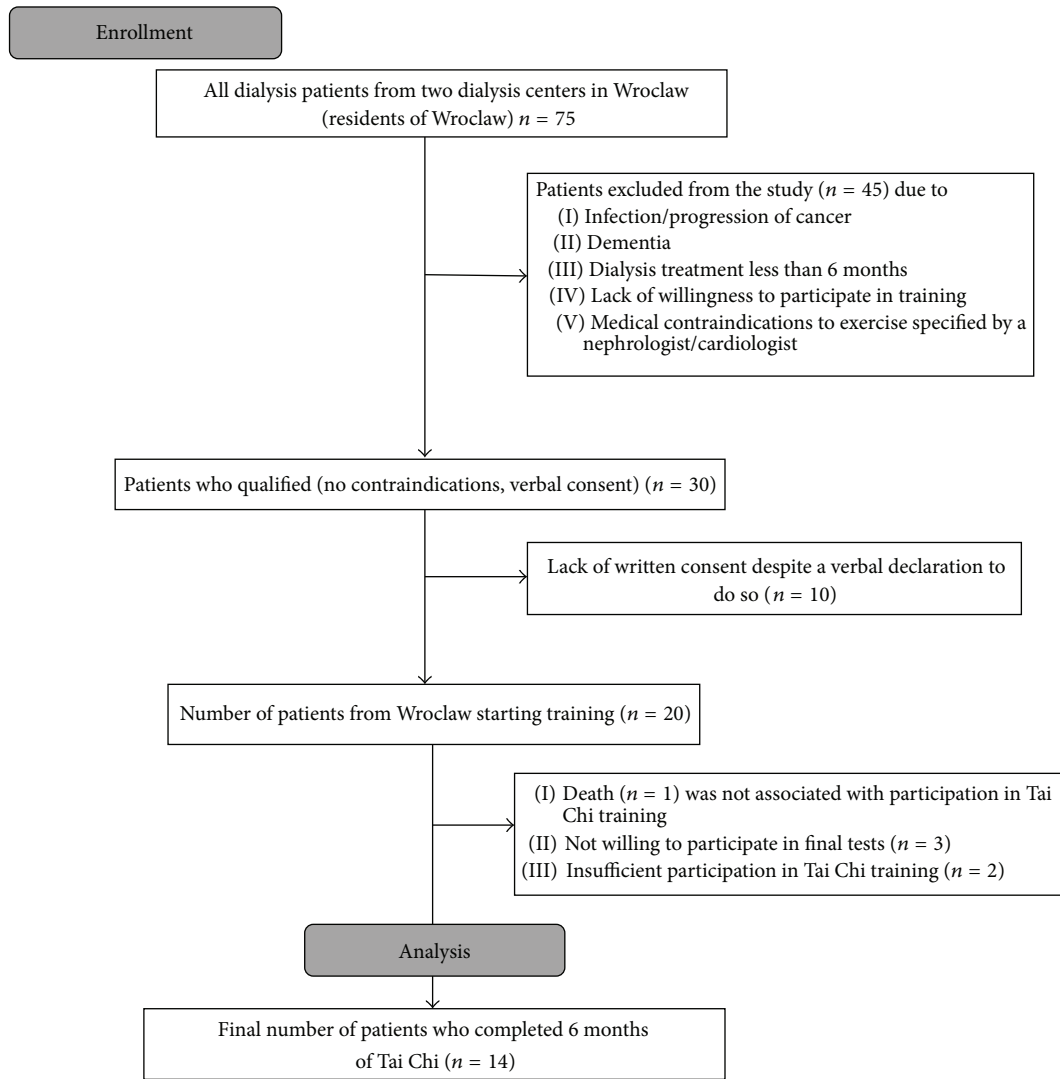 Enrollment
All dialysis patients from two dialysis centers in Wroclaw
(residents of Wroclaw) n = 75
Patients excluded from the study (n = 45) due to
(I) Infection/progression of cancer
(II) Dementia
(III) Dialysis treatment less than 6 months
(IV) Lack of willingness to participate in training
(V) Medical contraindications to exercise specified by a
nephrologist/cardiologist
Patients who qualified (no contraindications, verbal consent) (n = 30)
Lack of written consent despite a verbal declaration to
do so (n = 10)
Number of patients from Wroclaw starting training (n = 20)
(I) Death (n = 1) was not associated with participation in Tai
Chi training
(II) Not willing to participate in final tests (n = 3)
(III) Insufficient participation in Tai Chi training (n = 2)
Analysis
Final number of patients who completed 6 months
of Tai Chi (n = 14)